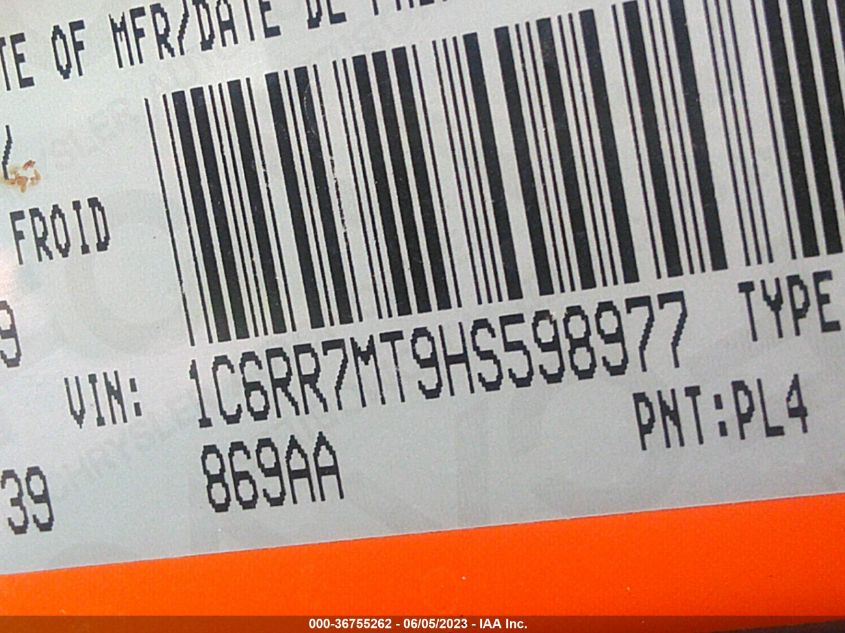 TE OF MFR/DATE DE
FROID
9
VIN: 1C6RR7MT9HS598977 TYPE
PNT:PL4
39 869AA
CHRYSLER
000-36755262 - 06/05/2023 - IAA Inc.